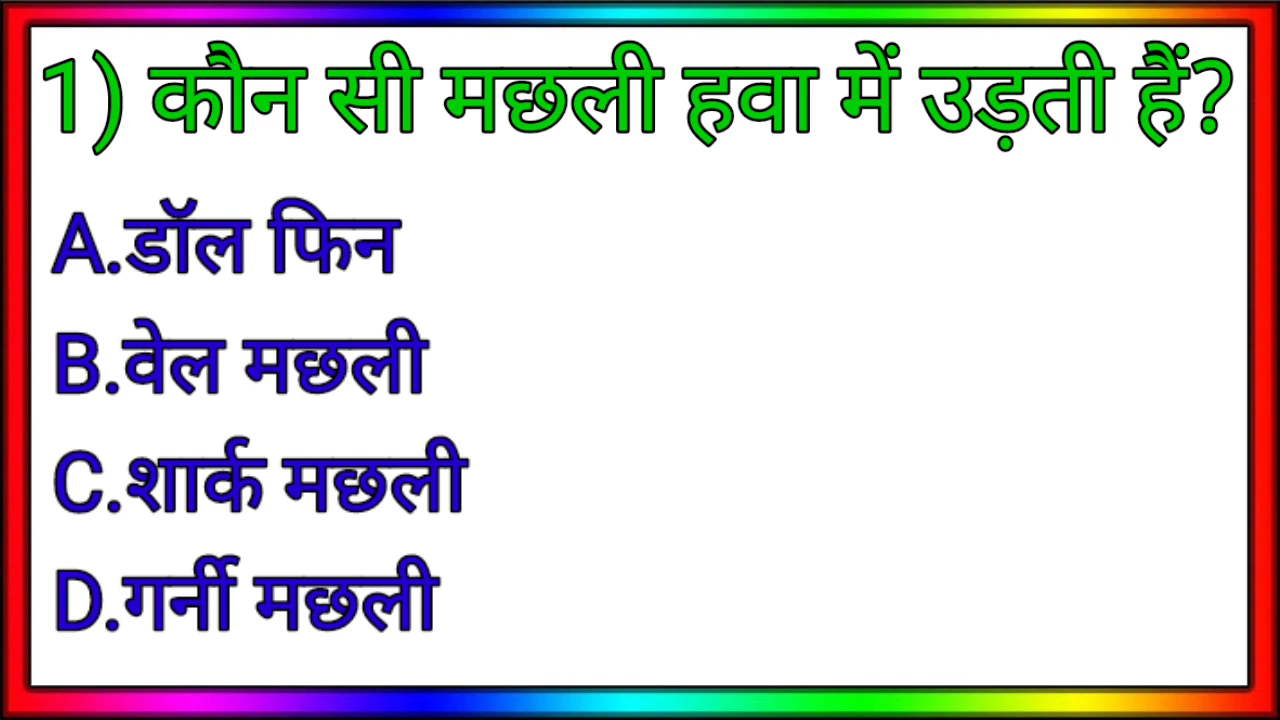 1) कौन सी मछली हवा में उड़ती हैं?
A.डॉल फिन
B.वेल मछली
C.शार्क मछली
D.गर्नी मछली